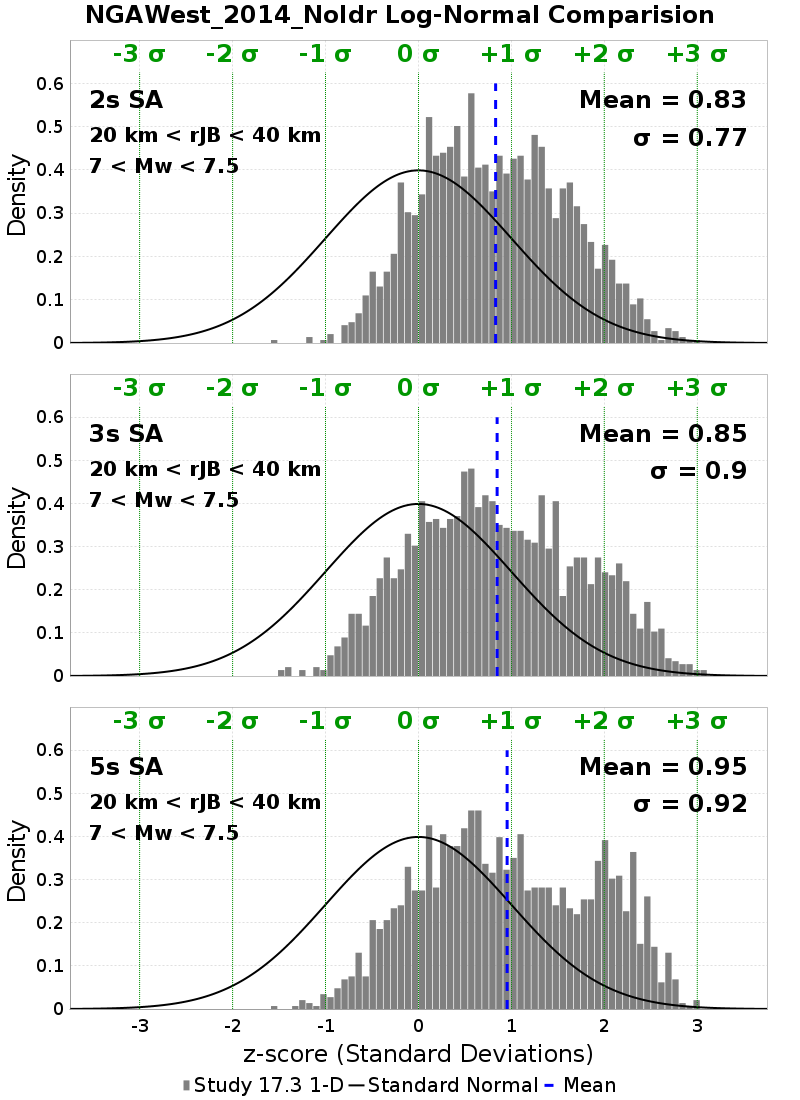 NGAWest_2014_NoIdr Log-Normal Comparision
-3 σ -2 σ -1 σ 0 σ +1 σ +2 σ +3 σ
2s SA
20 km < rJB < 40 km
7 < Mw < 7.5
Mean = 0.83
σ = 0.77
Density
0.6
0.5
0.4
0.3
0.2
0.1
0
-3 σ -2 σ -1 σ 0 σ +1 σ +2 σ +3 σ
3s SA
20 km < rJB < 40 km
7 < Mw < 7.5
Mean = 0.85
σ = 0.9
Density
0.6
0.5
0.4
0.3
0.2
0.1
0
-3 σ -2 σ -1 σ 0 σ +1 σ +2 σ +3 σ
5s SA
20 km < rJB < 40 km
7 < Mw < 7.5
Mean = 0.95
σ = 0.92
Density
0.6
0.5
0.4
0.3
0.2
0.1
0
-3 -2 -1 0 1 2 3
z-score (Standard Deviations)
Study 17.3 1-D Standard Normal Mean